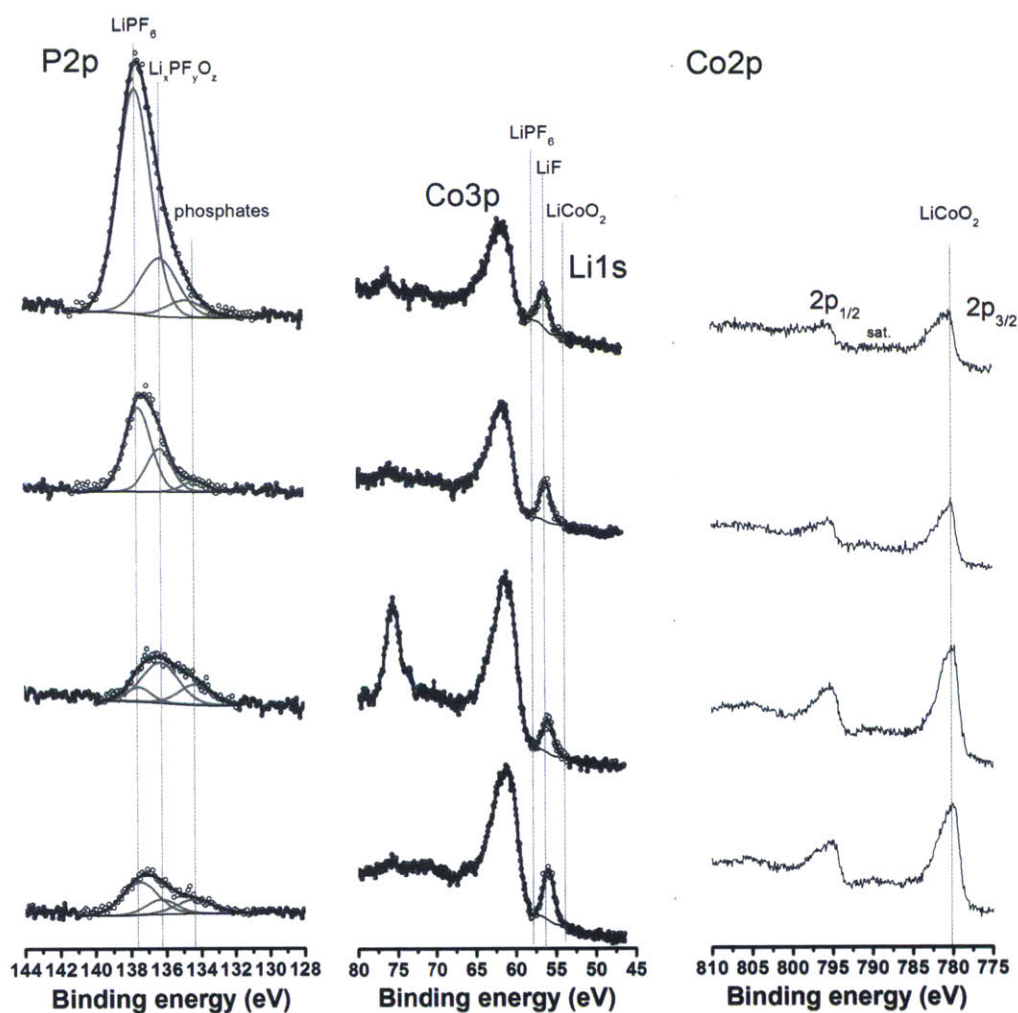 LiPF₆
P2p
LiₓPFᵧO_z
phosphates
Co3p
LiPF₆
LiF
LiCoO₂
Li1s
Co2p
LiCoO₂
2p₁/₂
sat.
2p₃/₂
144 142 140 138 136 134 132 130 128
Binding energy (eV)
80 75 70 65 60 55 50 45
Binding energy (eV)
810 805 800 795 790 785 780 775
Binding energy (eV)